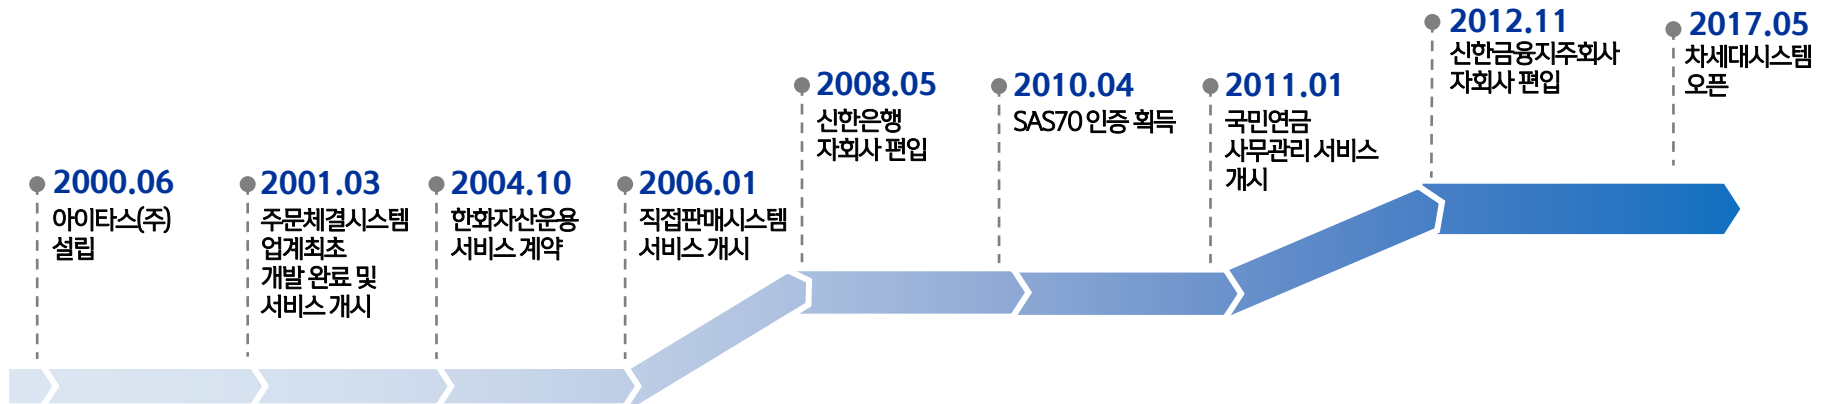 2000.06
아이타스(주)
설립
2001.03
주문체결시스템
업계최초
개발 완료 및
서비스 개시
2004.10
한화자산운용
서비스 계약
2006.01
직접판매시스템
서비스 개시
2008.05
신한은행
자회사 편입
2010.04
SAS70 인증 획득
2011.01
국민연금
사무관리 서비스
개시
2012.11
신한금융지주회사
자회사 편입
2017.05
차세대시스템
오픈